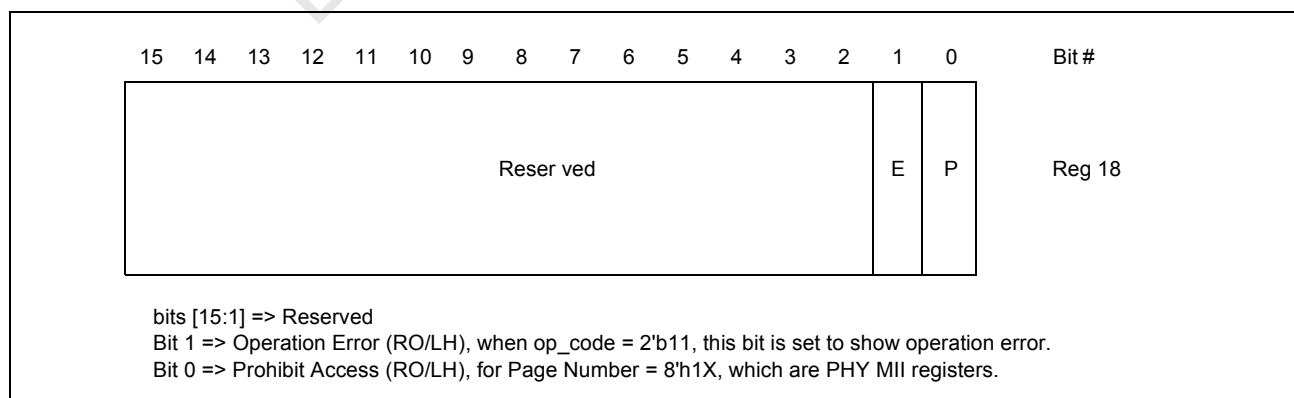 15 14 13 12 11 10 9 8 7 6 5 4 3 2 1 0 Bit #
Reser ved E P Reg 18
bits [15:1] => Reserved
Bit 1 => Operation Error (RO/LH), when op_code = 2'b11, this bit is set to show operation error.
Bit 0 => Prohibit Access (RO/LH), for Page Number = 8'h1X, which are PHY MII registers.